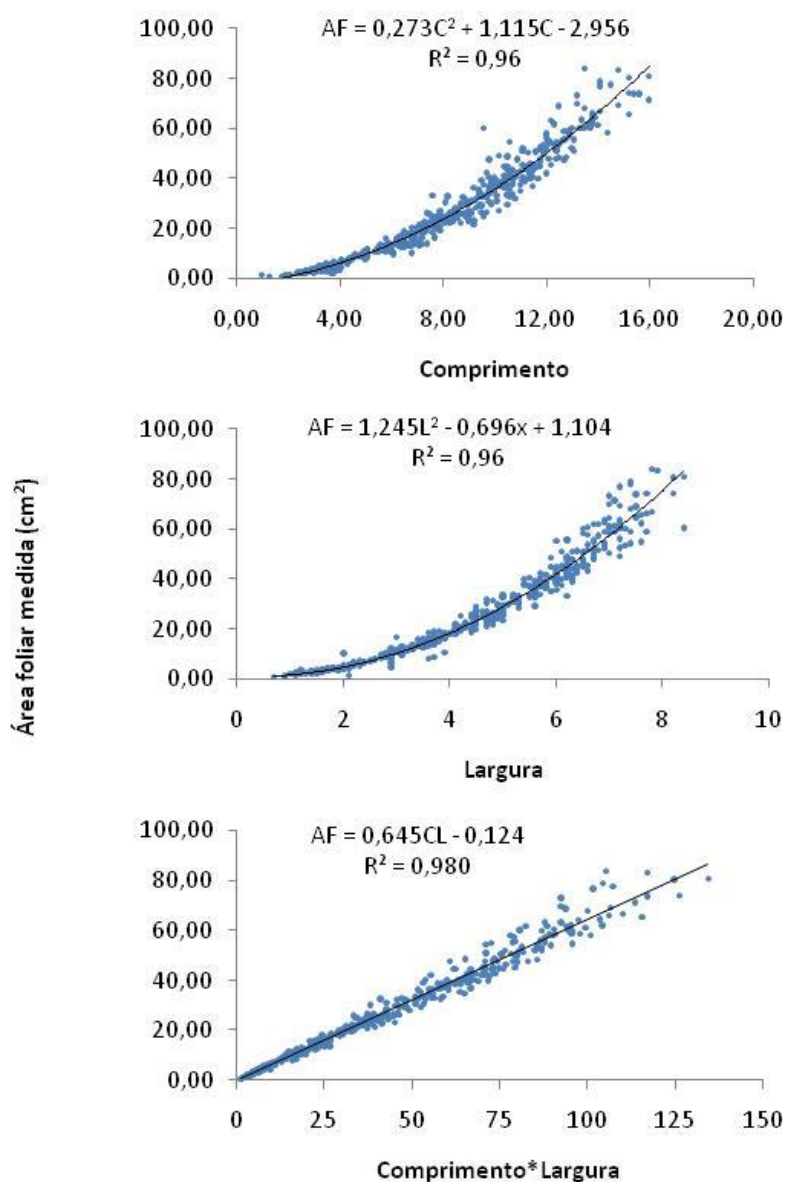 AF = 0,273C² + 1,115C - 2,956
R² = 0,96
100,00
80,00
60,00
40,00
20,00
0,00
0,00 4,00 8,00 12,00 16,00 20,00
Comprimento
AF = 1,245L² - 0,696x + 1,104
R² = 0,96
100,00
80,00
60,00
40,00
20,00
0,00
0 2 4 6 8 10
Largura
Área foliar medida (cm²)
AF = 0,645CL - 0,124
R² = 0,980
100,00
80,00
60,00
40,00
20,00
0,00
0 25 50 75 100 125 150
Comprimento*Largura